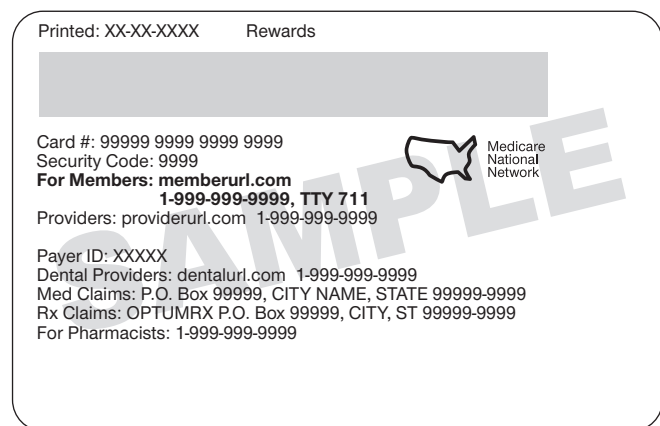 Printed: XX-XX-XXXX Rewards
Card #: 99999 9999 9999 9999
Security Code: 9999
For Members: memberurl.com
1-999-999-9999, TTY 711
Providers: providerurl.com 1-999-999-9999
Medicare
National
Network
SAMPLE
Payer ID: XXXXX
Dental Providers: dentalurl.com 1-999-999-9999
Med Claims: P.O. Box 99999, CITY NAME, STATE 99999-9999
Rx Claims: OPTUMRX P.O. Box 99999, CITY, ST 99999-9999
For Pharmacists: 1-999-999-9999